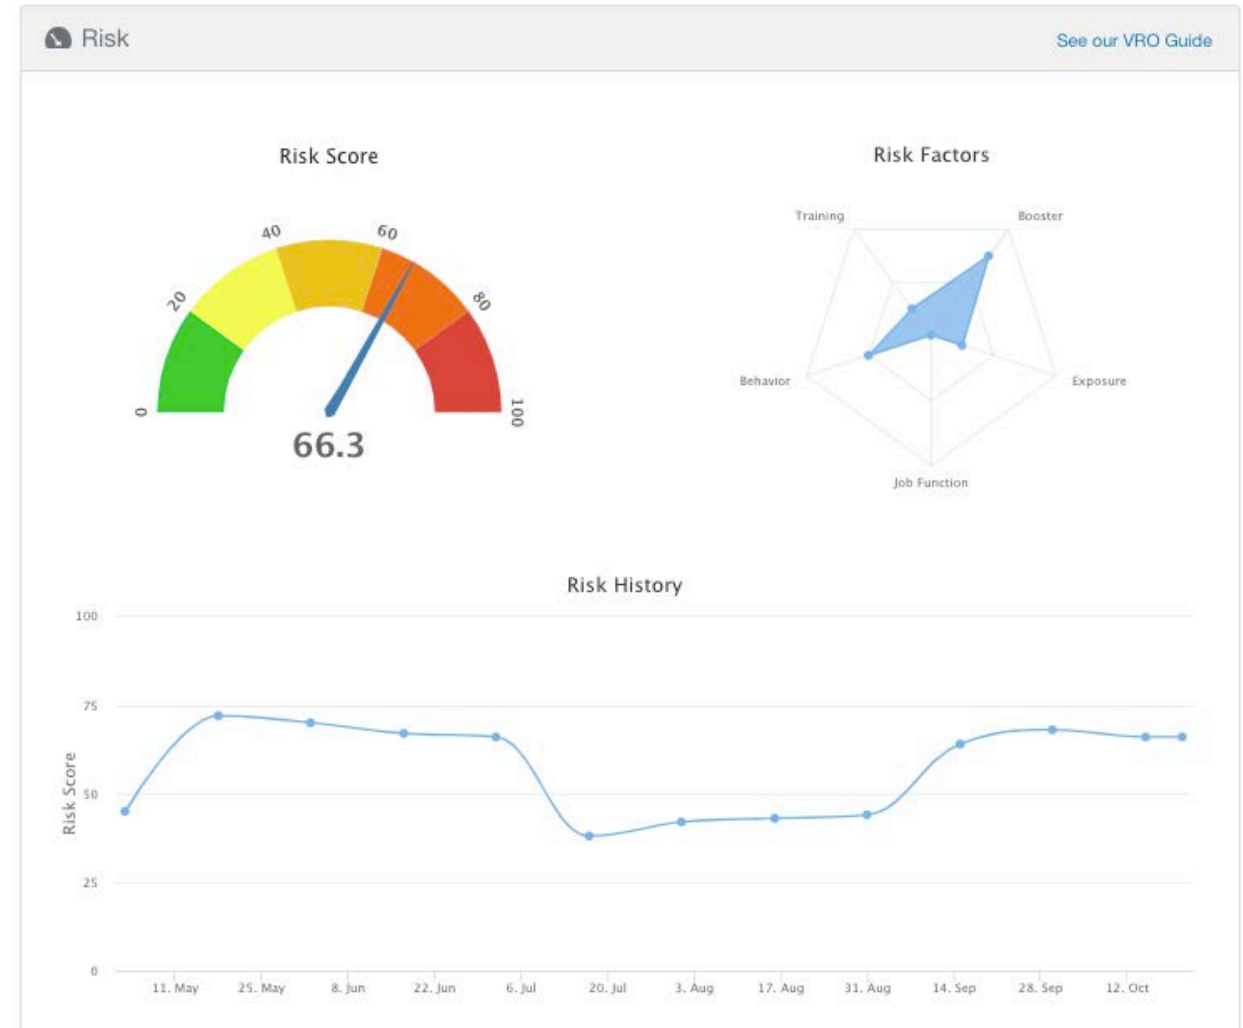 Risk
See our VRO Guide
Risk Score
0
20
40
60
80
100
66.3
Risk Factors
Training
Booster
Behavior
Exposure
Job Function
Risk History
Risk Score
100
75
50
25
0
11. May
25. May
8. Jun
22. Jun
6. Jul
20. Jul
3. Aug
17. Aug
31. Aug
14. Sep
28. Sep
12. Oct